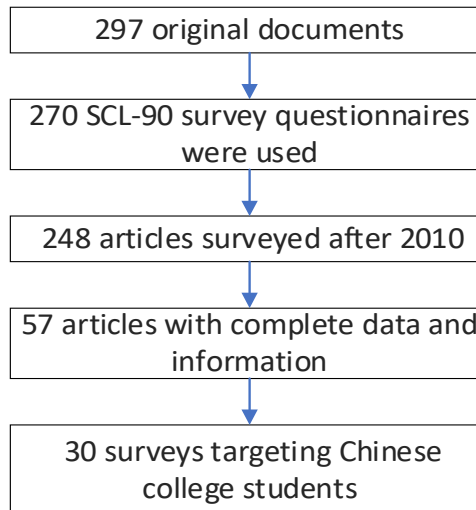 297 original documents
270 SCL-90 survey questionnaires
were used
248 articles surveyed after 2010
57 articles with complete data and
information
30 surveys targeting Chinese
college students